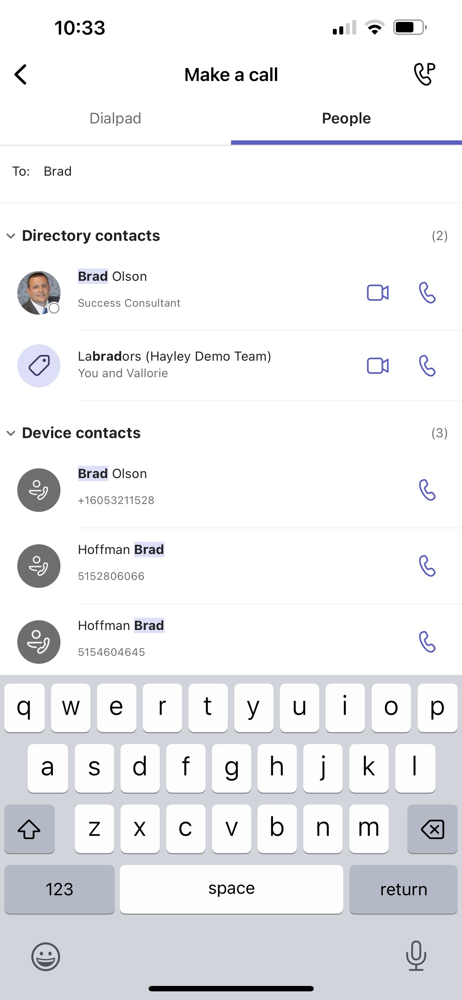 10:33
Make a call
P
Dialpad
People
To: Brad
Directory contacts (2)
Brad Olson
Success Consultant
Labradors (Hayley Demo Team)
You and Vallorie
Device contacts (3)
Brad Olson
+16053211528
Hoffman Brad
5152806066
Hoffman Brad
5154604645
q w e r t y u i o p
a s d f g h j k l
z x c v b n m
123 space return